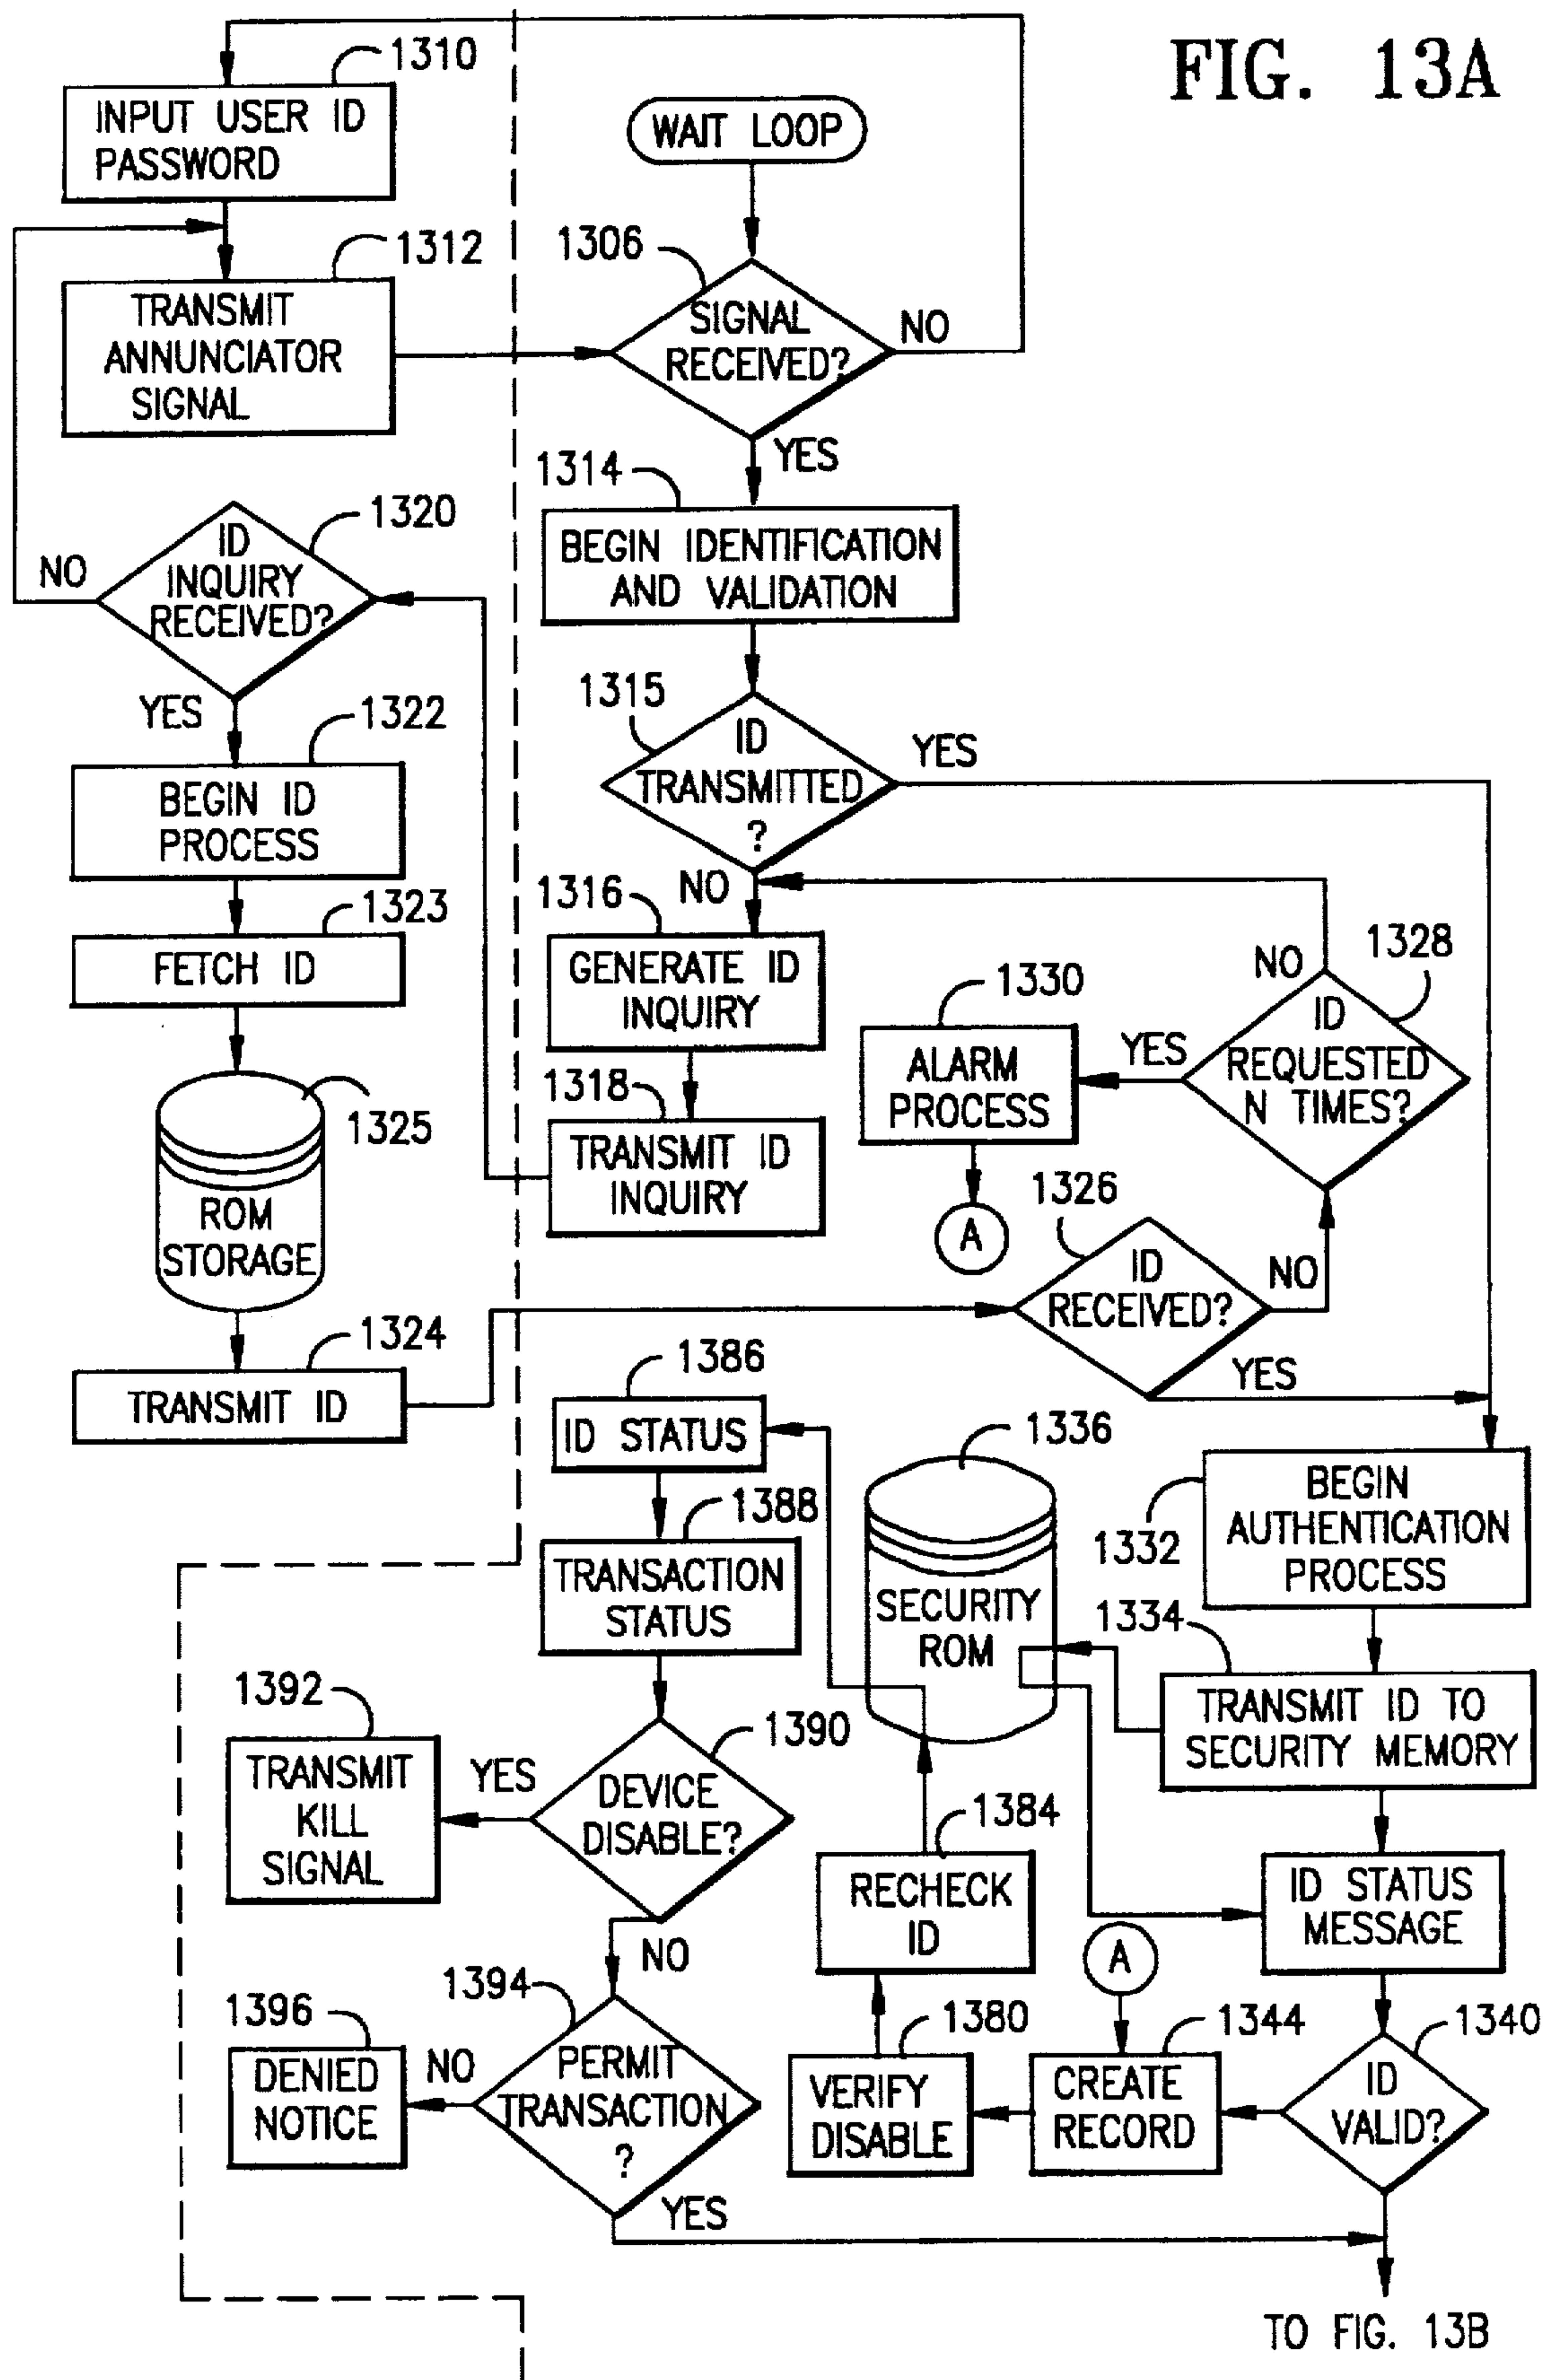 FIG. 13A
1310
INPUT USER ID
PASSWORD
WAIT LOOP
1312
TRANSMIT
ANNUNCIATOR
SIGNAL
1306
SIGNAL
RECEIVED?
NO
YES
1314
BEGIN IDENTIFICATION
AND VALIDATION
1320
ID
INQUIRY
RECEIVED?
NO
YES
1315
ID
TRANSMITTED
?
YES
NO
1322
BEGIN ID
PROCESS
1323
FETCH ID
1316
GENERATE ID
INQUIRY
1328
NO
ID
REQUESTED
N TIMES?
YES
1330
ALARM
PROCESS
A
1325
ROM
STORAGE
1318
TRANSMIT ID
INQUIRY
1326
ID
RECEIVED?
NO
YES
1324
TRANSMIT ID
1386
ID STATUS
1336
SECURITY
ROM
1332
BEGIN
AUTHENTICATION
PROCESS
1388
TRANSACTION
STATUS
1334
TRANSMIT ID TO
SECURITY MEMORY
1392
TRANSMIT
KILL
SIGNAL
YES
1390
DEVICE
DISABLE?
NO
1384
RECHECK
ID
ID STATUS
MESSAGE
A
1394
PERMIT
TRANSACTION
?
1396
DENIED
NOTICE
NO
YES
1380
VERIFY
DISABLE
1344
CREATE
RECORD
1340
ID
VALID?
TO FIG. 13B